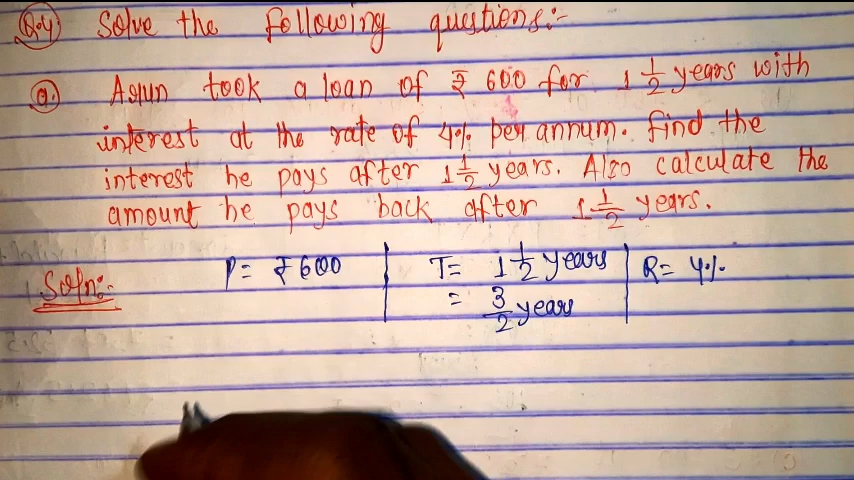 Q.4) Solve the following questions:-
a.) Arjun took a loan of ₹ 600 for 1 1/2 years with
interest at the rate of 4% per annum. find the
interest he pays after 1 1/2 years. Also calculate the
amount he pays back after 1 1/2 years.
Soln:- P= ₹600 T= 1 1/2 years R= 4%
= 3/2 years